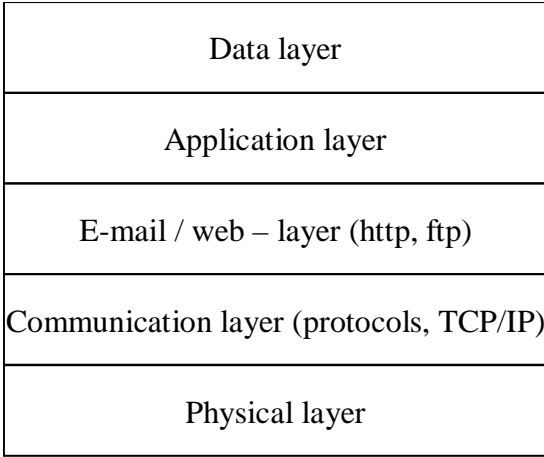 Data layer
Application layer
E-mail / web – layer (http, ftp)
Communication layer (protocols, TCP/IP)
Physical layer